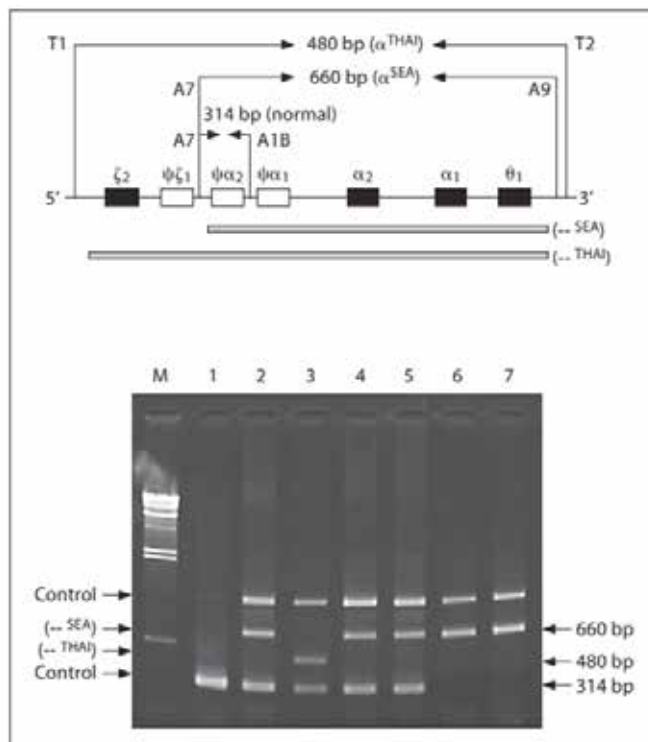 T1 480 bp (αTHAI) T2
660 bp (αSEA)
A7 A9
314 bp (normal)
A7 A1B
ζ2 ψζ1 ψα2 ψα1 α2 α1 θ1
5’ 3’
(-- SEA)
(-- THAI)
M 1 2 3 4 5 6 7
Control
(-- SEA) 660 bp
(-- THAI) 480 bp
Control 314 bp